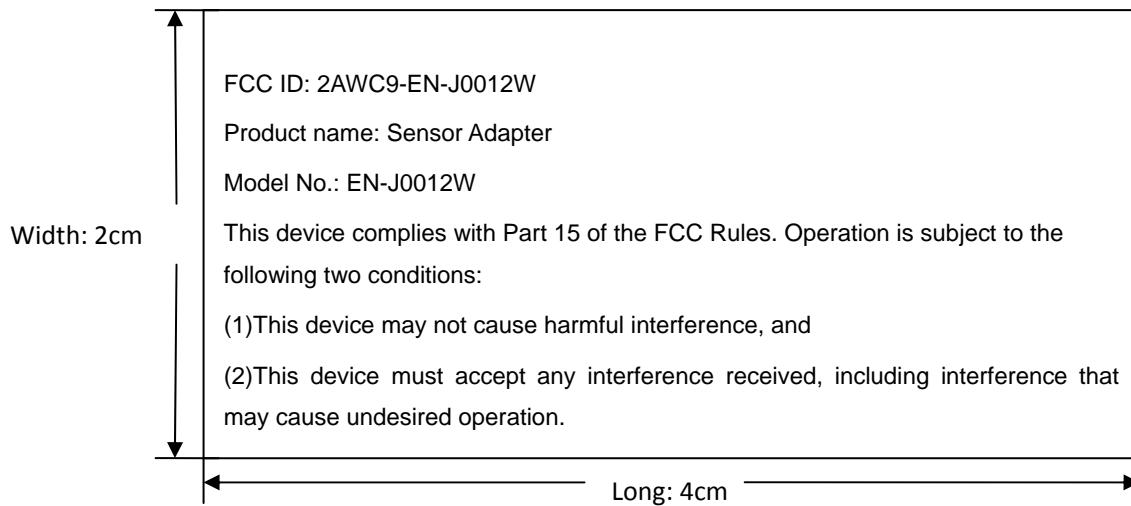 FCC ID: 2AWC9-EN-J0012W
Product name: Sensor Adapter
Model No.: EN-J0012W
Width: 2cm
This device complies with Part 15 of the FCC Rules. Operation is subject to the
following two conditions:
(1)This device may not cause harmful interference, and
(2)This device must accept any interference received, including interference that
may cause undesired operation.
Long: 4cm